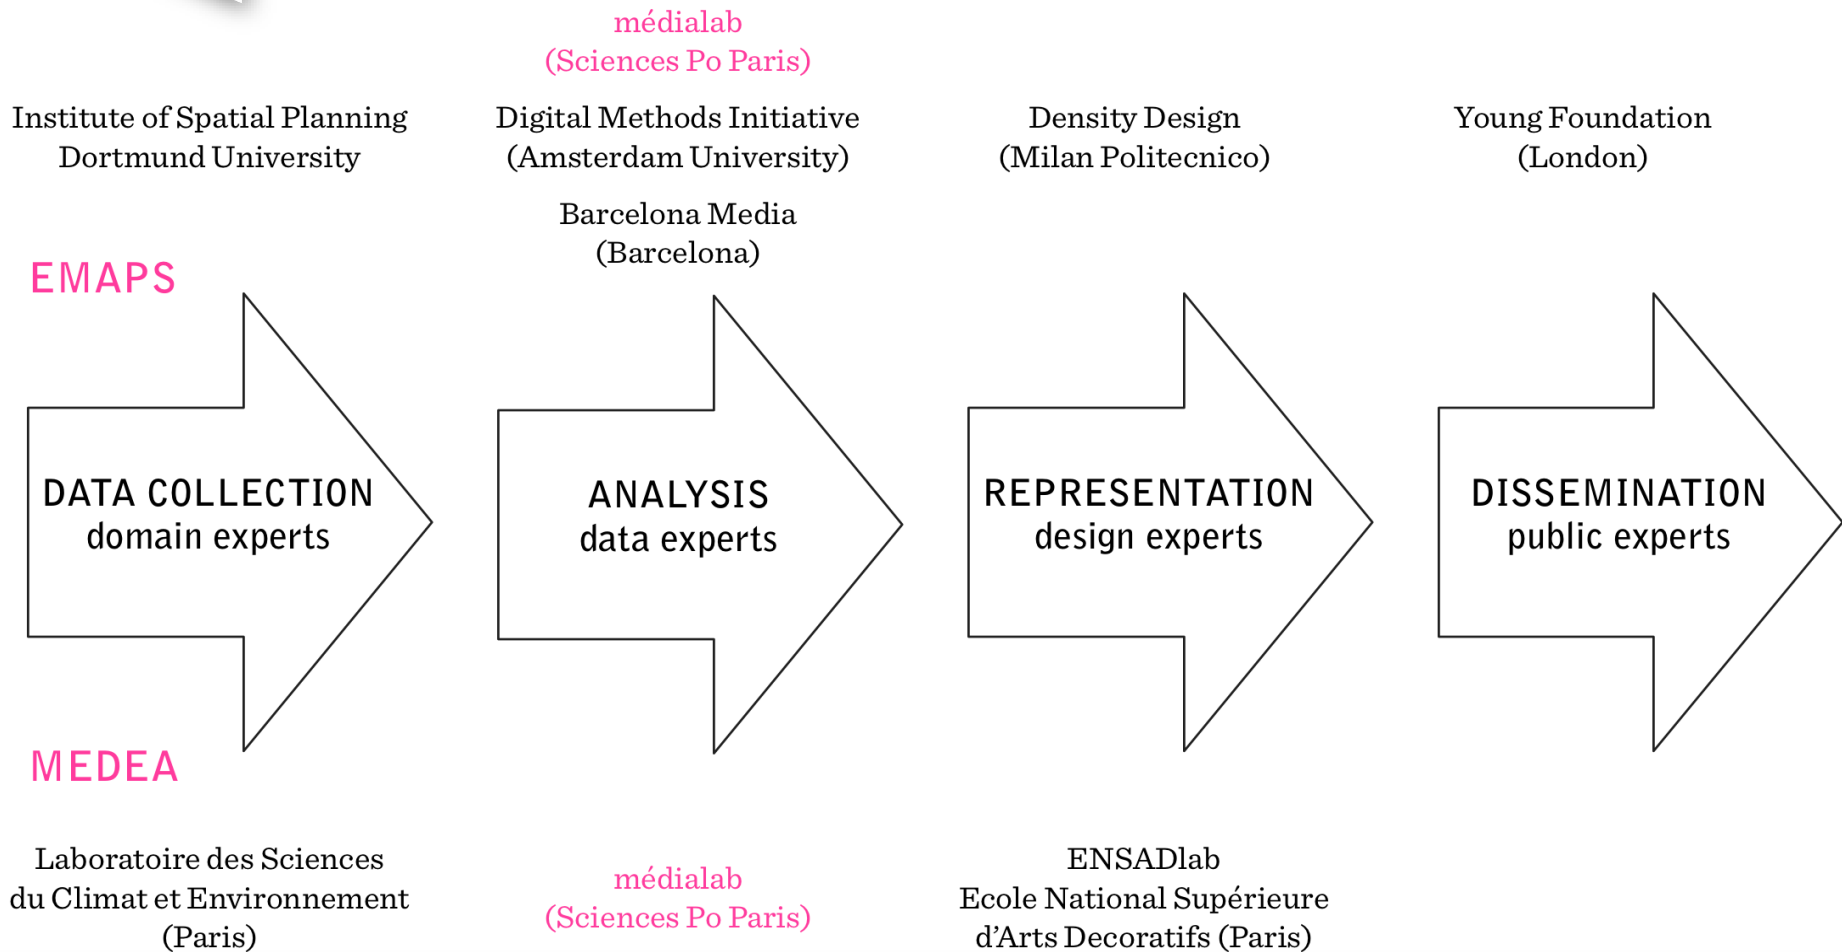 médialab
(Sciences Po Paris)
Institute of Spatial Planning
Dortmund University
Digital Methods Initiative
(Amsterdam University)
Barcelona Media
(Barcelona)
Density Design
(Milan Politecnico)
Young Foundation
(London)
EMAPS
DATA COLLECTION
domain experts
ANALYSIS
data experts
REPRESENTATION
design experts
DISSEMINATION
public experts
MEDEA
Laboratoire des Sciences
du Climat et Environnement
(Paris)
médialab
(Sciences Po Paris)
ENSADlab
Ecole National Supérieure
d’Arts Decoratifs (Paris)